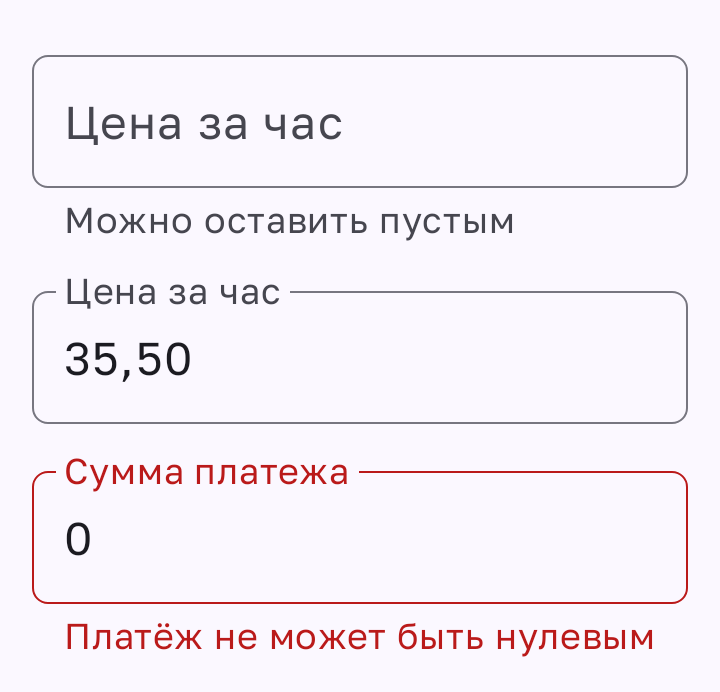 Цена за час
Можно оставить пустым
Цена за час
35,50
Сумма платежа
0
Платёж не может быть нулевым